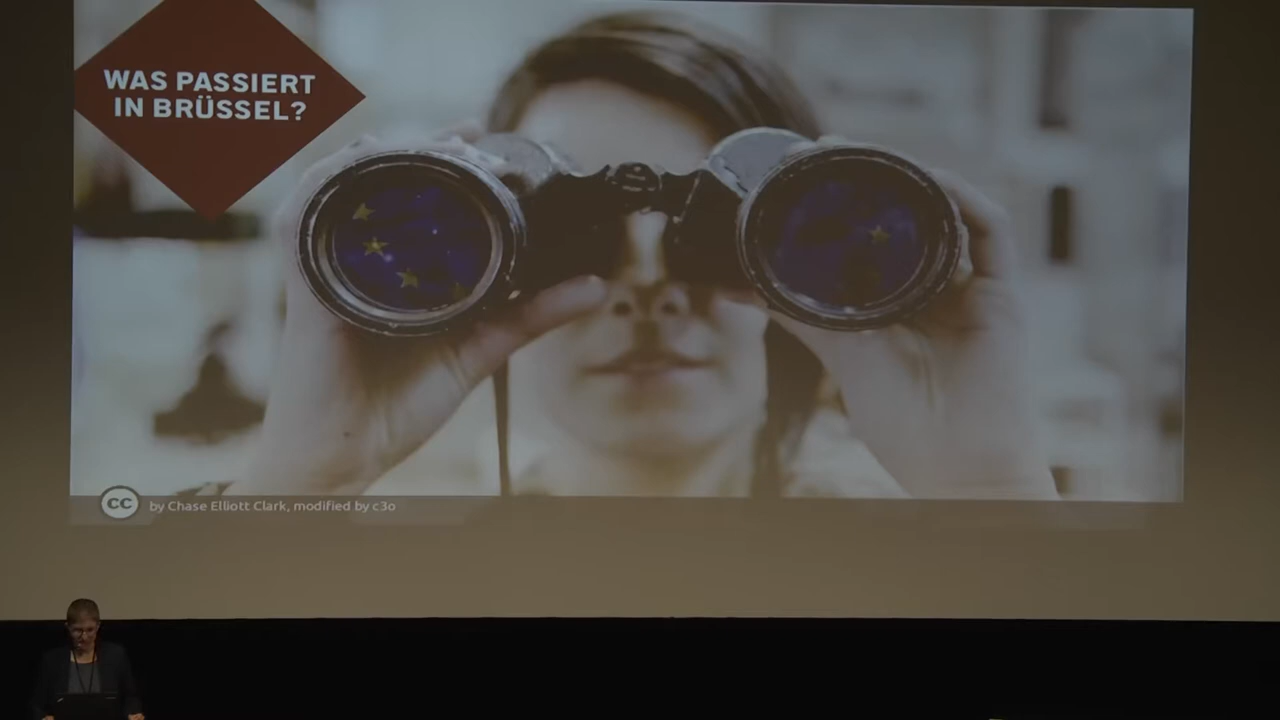 WAS PASSIERT
IN BRÜSSEL?
CC by Chase Elliott Clark, modified by c3o